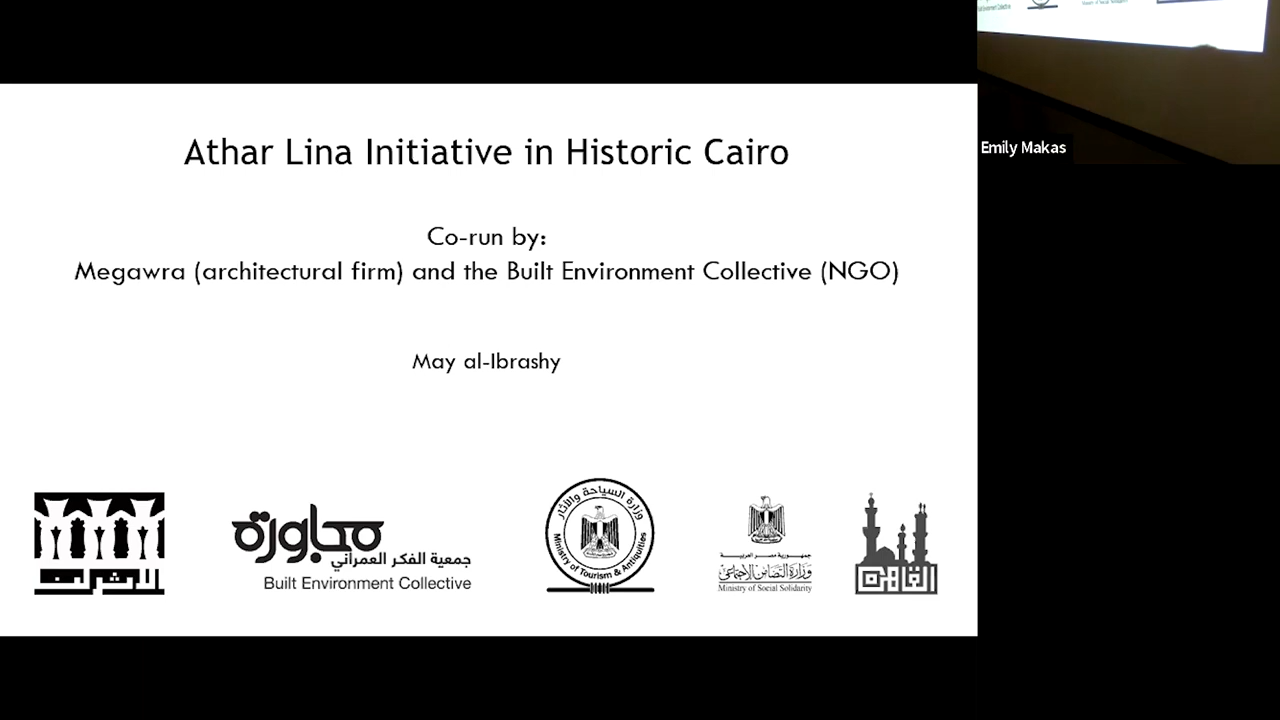 Athar Lina Initiative in Historic Cairo
Co-run by:
Megawra (architectural firm) and the Built Environment Collective (NGO)
May al-Ibrashy
مجاورة
جمعية الفكر العمراني
Built Environment Collective
وزارة السياحة والآثار
Ministry of Tourism & Antiquities
جمهورية مصر العربية
وزارة التضامن الاجتماعي
Ministry of Social Solidarity
القاهرة
Emily Makas